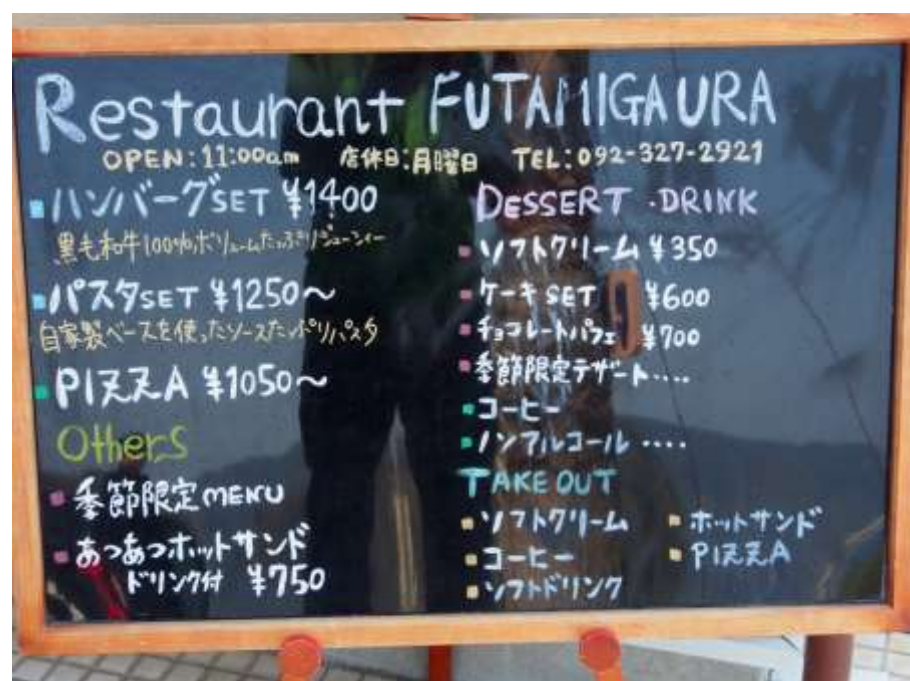 Restaurant FUTAMIGAURA
OPEN:11:00am 店休日:月曜日 TEL:092-327-2921
ハンバーグSET ¥1400
黒毛和牛100%ボリュームたっぷりジューシィー
パスタSET ¥1250〜
自家製ベースを使ったソースたっぷりパスタ
PIZZA ¥1050〜
Others
季節限定MENU
あつあつホットサンド
ドリンク付 ¥750
DESSERT・DRINK
ソフトクリーム ¥350
ケーキSET ¥600
チョコレートパフェ ¥700
季節限定デザート・・・・
コーヒー
ノンアルコール・・・・
TAKE OUT
ソフトクリーム
コーヒー
ソフトドリンク
ホットサンド
PIZZA